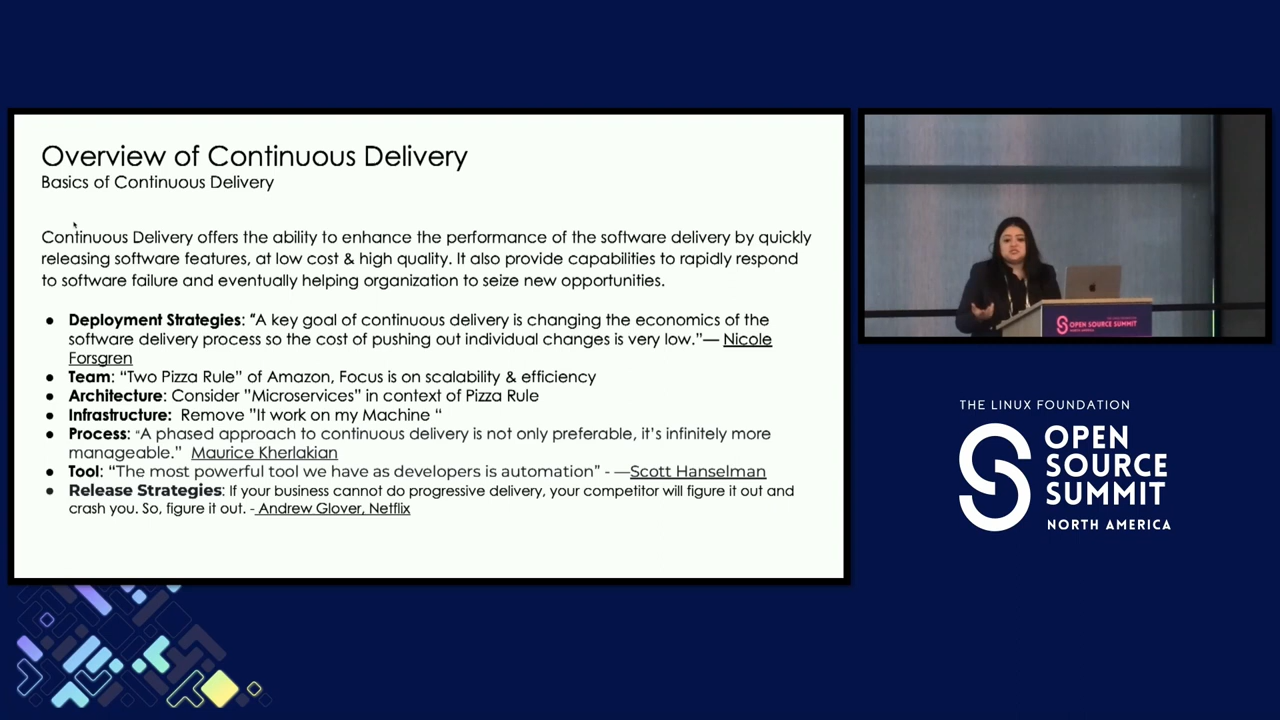 Overview of Continuous Delivery
Basics of Continuous Delivery
Continuous Delivery offers the ability to enhance the performance of the software delivery by quickly
releasing software features, at low cost & high quality. It also provide capabilities to rapidly respond
to software failure and eventually helping organization to seize new opportunities.
● Deployment Strategies: “A key goal of continuous delivery is changing the economics of the
software delivery process so the cost of pushing out individual changes is very low.”— Nicole
Forsgren
● Team: “Two Pizza Rule” of Amazon, Focus is on scalability & efficiency
● Architecture: Consider "Microservices" in context of Pizza Rule
● Infrastructure: Remove "It work on my Machine “
● Process: “A phased approach to continuous delivery is not only preferable, it’s infinitely more
manageable.” Maurice Kherlakian
● Tool: “The most powerful tool we have as developers is automation” - —Scott Hanselman
● Release Strategies: If your business cannot do progressive delivery, your competitor will figure it out and
crash you. So, figure it out. - Andrew Glover, Netflix
OPEN SOURCE SUMMIT
THE LINUX FOUNDATION
OPEN
SOURCE
SUMMIT
NORTH AMERICA